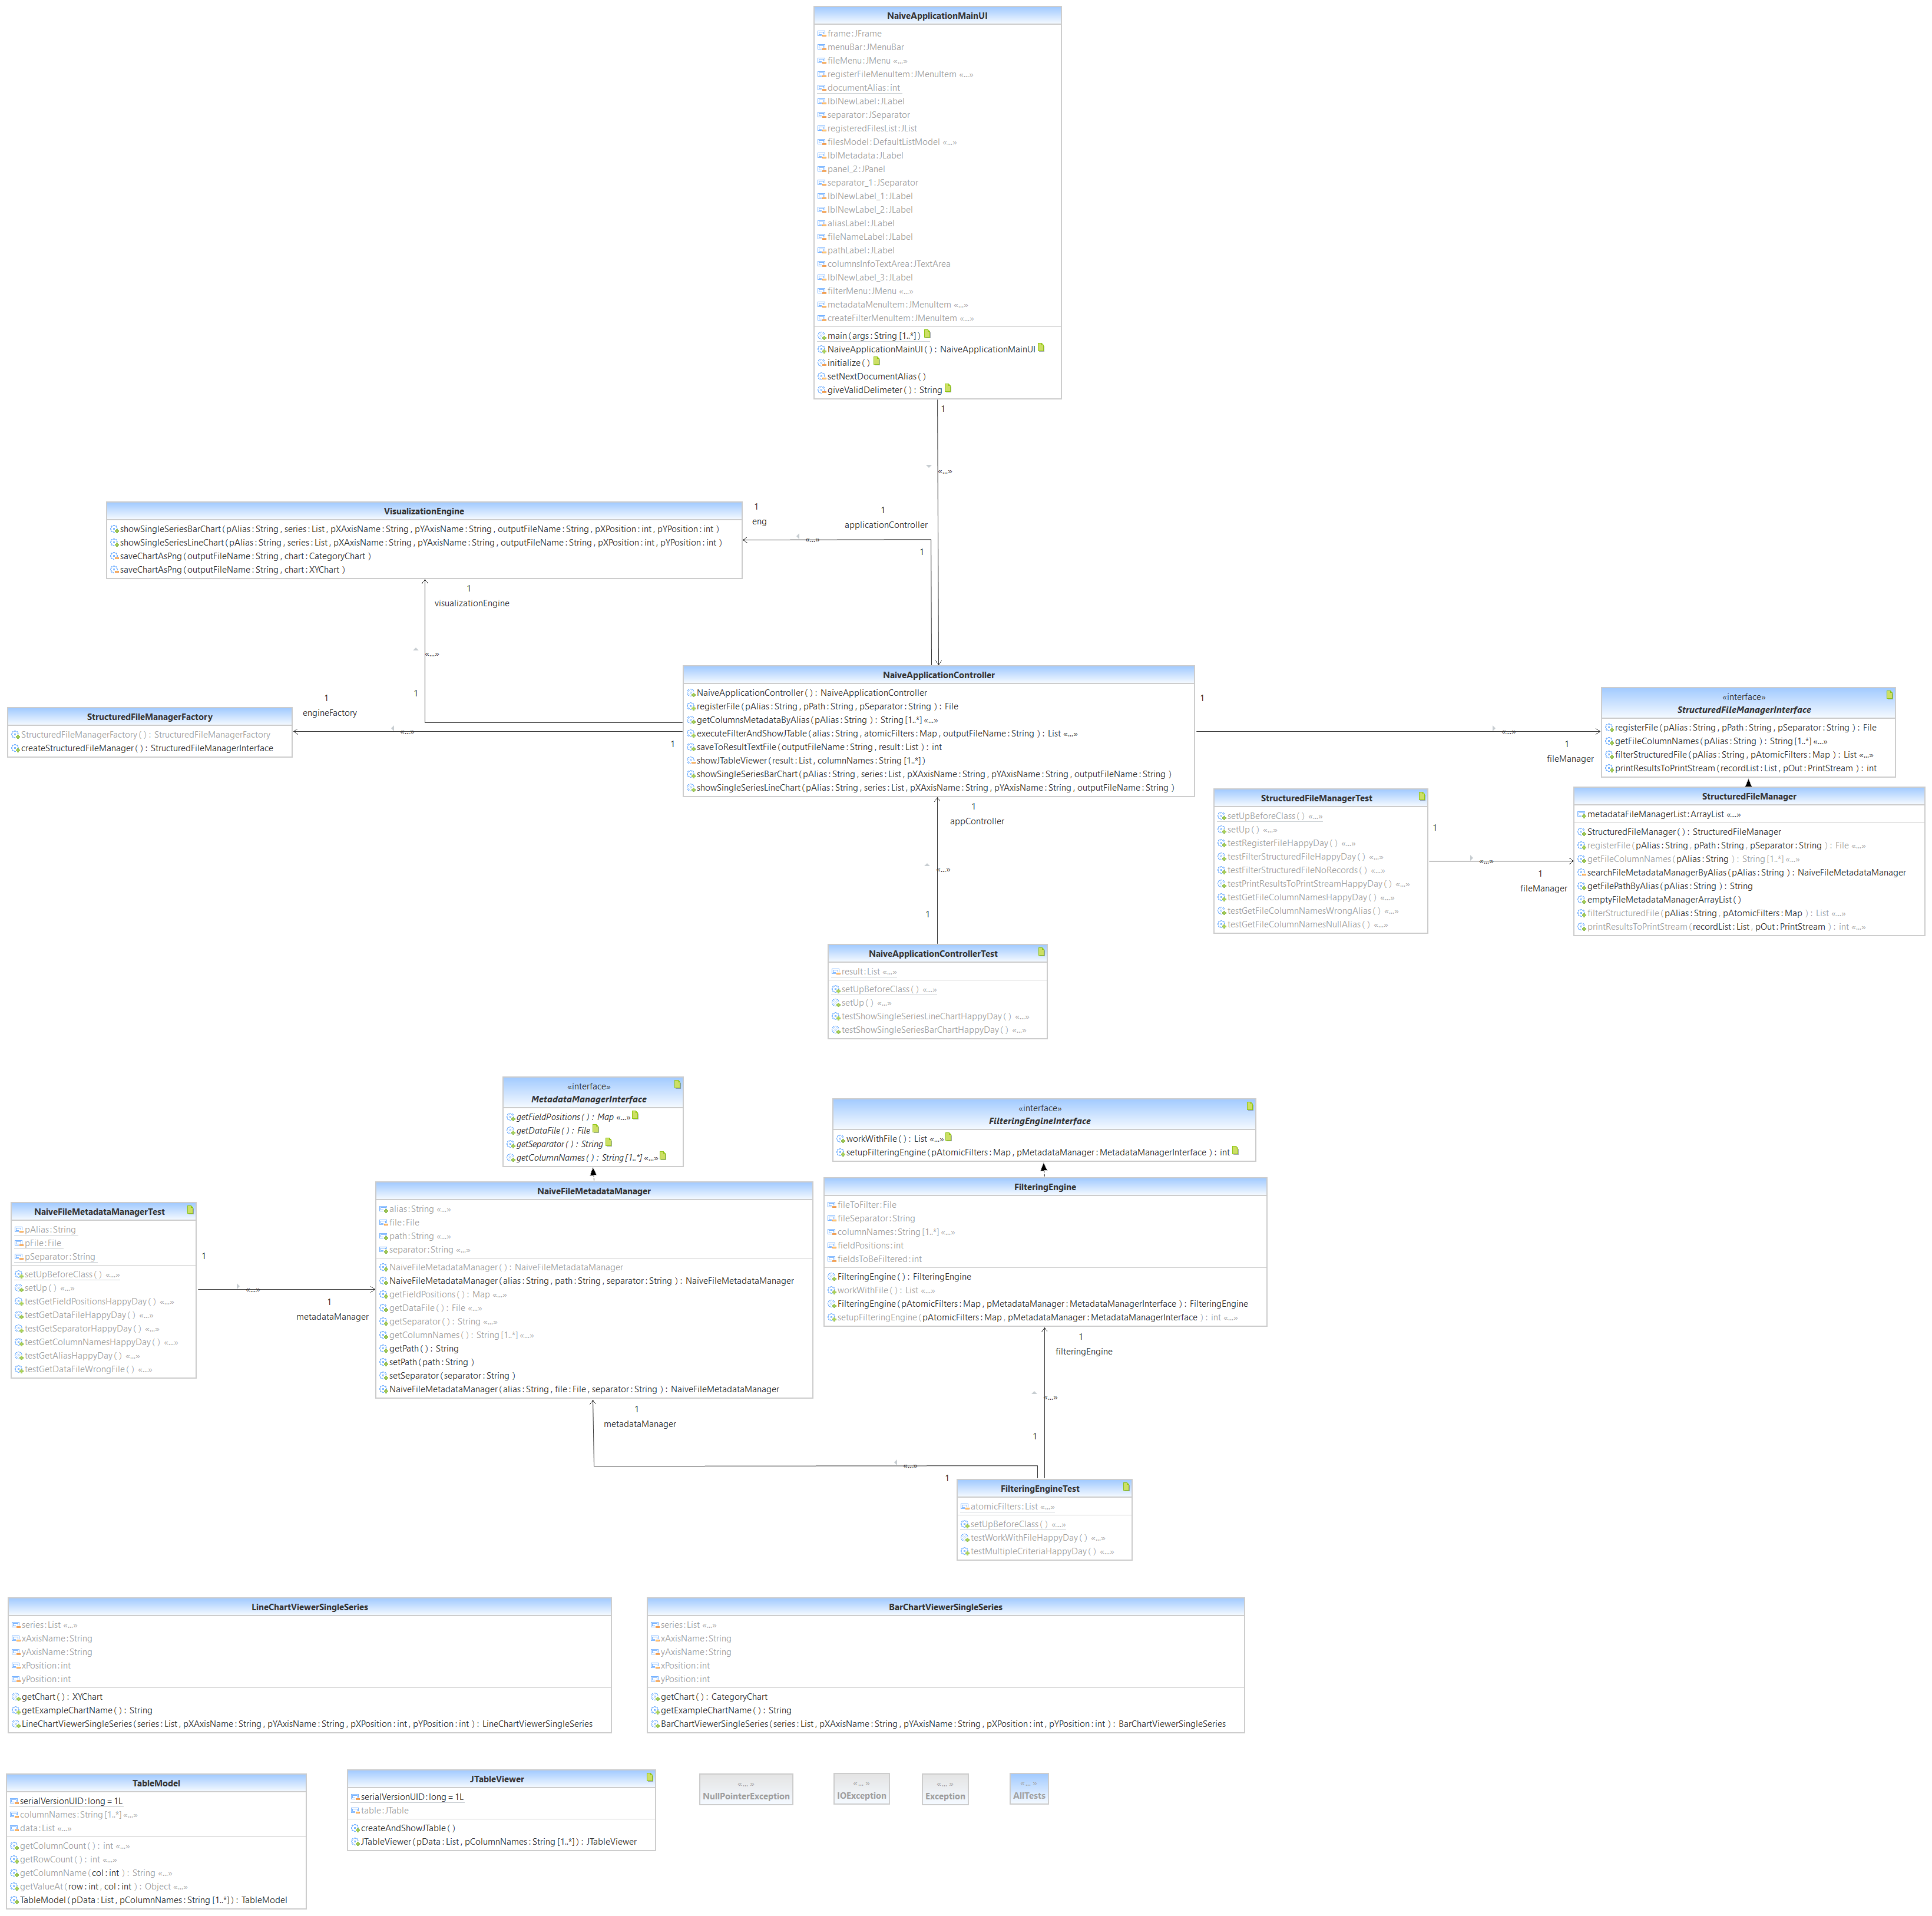 NaiveApplicationMainUI
frame:JFrame
menuBar:JMenuBar
fileMenu:JMenu «...»
registerFileMenuItem:JMenuItem «...»
documentAlias:int
lblNewLabel:JLabel
separator:JSeparator
registeredFilesList:JList
filesModel:DefaultListModel «...»
lblMetadata:JLabel
panel_2:JPanel
separator_1:JSeparator
lblNewLabel_1:JLabel
lblNewLabel_2:JLabel
aliasLabel:JLabel
fileNameLabel:JLabel
pathLabel:JLabel
columnsInfoTextArea:JTextArea
lblNewLabel_3:JLabel
filterMenu:JMenu «...»
metadataMenuItem:JMenuItem «...»
createFilterMenuItem:JMenuItem «...»
main(args:String[1..*])
NaiveApplicationMainUI(): NaiveApplicationMainUI
initialize()
setNextDocumentAlias()
giveValidDelimeter(): String
1
«...»
1
applicationController
VisualizationEngine
showSingleSeriesBarChart(pAlias:String, series:List, pXAxisName:String, pYAxisName:String, outputFileName:String, pXPosition:int, pYPosition:int)
showSingleSeriesLineChart(pAlias:String, series:List, pXAxisName:String, pYAxisName:String, outputFileName:String, pXPosition:int, pYPosition:int)
saveChartAsPng(outputFileName:String, chart:CategoryChart)
saveChartAsPng(outputFileName:String, chart:XYChart)
1
eng
«...»
1
1
visualizationEngine
«...»
1
StructuredFileManagerFactory
StructuredFileManagerFactory(): StructuredFileManagerFactory
createStructuredFileManager(): StructuredFileManagerInterface
1
engineFactory
«...»
1
NaiveApplicationController
NaiveApplicationController(): NaiveApplicationController
registerFile(pAlias:String, pPath:String, pSeparator:String): File
getColumnsMetadataByAlias(pAlias:String): String[1..*] «...»
executeFilterAndShowJTable(alias:String, atomicFilters:Map, outputFileName:String): List «...»
saveToResultTextFile(outputFileName:String, result:List): int
showJTableViewer(result:List, columnNames:String[1..*])
showSingleSeriesBarChart(pAlias:String, series:List, pXAxisName:String, pYAxisName:String, outputFileName:String)
showSingleSeriesLineChart(pAlias:String, series:List, pXAxisName:String, pYAxisName:String, outputFileName:String)
1
«...»
1
fileManager
«interface»
StructuredFileManagerInterface
registerFile(pAlias:String, pPath:String, pSeparator:String): File
getFileColumnNames(pAlias:String): String[1..*] «...»
filterStructuredFile(pAlias:String, pAtomicFilters:Map): List «...»
printResultsToPrintStream(recordList:List, pOut:PrintStream): int
StructuredFileManagerTest
setUpBeforeClass() «...»
setUp() «...»
testRegisterFileHappyDay() «...»
testFilterStructuredFileHappyDay() «...»
testFilterStructuredFileNoRecords() «...»
testPrintResultsToPrintStreamHappyDay() «...»
testGetFileColumnNamesHappyDay() «...»
testGetFileColumnNamesWrongAlias() «...»
testGetFileColumnNamesNullAlias() «...»
1
«...»
1
fileManager
StructuredFileManager
metadataFileManagerList:ArrayList «...»
StructuredFileManager(): StructuredFileManager
registerFile(pAlias:String, pPath:String, pSeparator:String): File «...»
getFileColumnNames(pAlias:String): String[1..*] «...»
searchFileMetadataManagerByAlias(pAlias:String): NaiveFileMetadataManager
getFilePathByAlias(pAlias:String): String
emptyFileMetadataManagerArrayList()
filterStructuredFile(pAlias:String, pAtomicFilters:Map): List «...»
printResultsToPrintStream(recordList:List, pOut:PrintStream): int «...»
1
appController
«...»
1
NaiveApplicationControllerTest
result:List «...»
setUpBeforeClass() «...»
setUp() «...»
testShowSingleSeriesLineChartHappyDay() «...»
testShowSingleSeriesBarChartHappyDay() «...»
«interface»
MetadataManagerInterface
getFieldPositions(): Map «...»
getDataFile(): File
getSeparator(): String
getColumnNames(): String[1..*] «...»
«interface»
FilteringEngineInterface
workWithFile(): List «...»
setupFilteringEngine(pAtomicFilters:Map, pMetadataManager:MetadataManagerInterface): int
NaiveFileMetadataManagerTest
pAlias:String
pFile:File
pSeparator:String
setUpBeforeClass() «...»
setUp() «...»
testGetFieldPositionsHappyDay() «...»
testGetDataFileHappyDay() «...»
testGetSeparatorHappyDay() «...»
testGetColumnNamesHappyDay() «...»
testGetAliasHappyDay() «...»
testGetDataFileWrongFile() «...»
1
«...»
1
metadataManager
NaiveFileMetadataManager
alias:String «...»
file:File
path:String «...»
separator:String «...»
NaiveFileMetadataManager(): NaiveFileMetadataManager
NaiveFileMetadataManager(alias:String, path:String, separator:String): NaiveFileMetadataManager
getFieldPositions(): Map «...»
getDataFile(): File «...»
getSeparator(): String «...»
getColumnNames(): String[1..*] «...»
getPath(): String
setPath(path:String)
setSeparator(separator:String)
NaiveFileMetadataManager(alias:String, file:File, separator:String): NaiveFileMetadataManager
FilteringEngine
fileToFilter:File
fileSeparator:String
columnNames:String[1..*] «...»
fieldPositions:int
fieldsToBeFiltered:int
FilteringEngine(): FilteringEngine
workWithFile(): List «...»
FilteringEngine(pAtomicFilters:Map, pMetadataManager:MetadataManagerInterface): FilteringEngine
setupFilteringEngine(pAtomicFilters:Map, pMetadataManager:MetadataManagerInterface): int «...»
1
filteringEngine
«...»
1
1
metadataManager
«...»
1
FilteringEngineTest
atomicFilters:List «...»
setUpBeforeClass() «...»
testWorkWithFileHappyDay() «...»
testMultipleCriteriaHappyDay() «...»
LineChartViewerSingleSeries
series:List «...»
xAxisName:String
yAxisName:String
xPosition:int
yPosition:int
getChart(): XYChart
getExampleChartName(): String
LineChartViewerSingleSeries(series:List, pXAxisName:String, pYAxisName:String, pXPosition:int, pYPosition:int): LineChartViewerSingleSeries
BarChartViewerSingleSeries
series:List «...»
xAxisName:String
yAxisName:String
xPosition:int
yPosition:int
getChart(): CategoryChart
getExampleChartName(): String
BarChartViewerSingleSeries(series:List, pXAxisName:String, pYAxisName:String, pXPosition:int, pYPosition:int): BarChartViewerSingleSeries
TableModel
serialVersionUID:long = 1L
columnNames:String[1..*] «...»
data:List «...»
getColumnCount(): int «...»
getRowCount(): int «...»
getColumnName(col:int): String «...»
getValueAt(row:int, col:int): Object «...»
TableModel(pData:List, pColumnNames:String[1..*]): TableModel
JTableViewer
serialVersionUID:long = 1L
table:JTable
createAndShowJTable()
JTableViewer(pData:List, pColumnNames:String[1..*]): JTableViewer
«... »
NullPointerException
«... »
IOException
«... »
Exception
«... »
AllTests